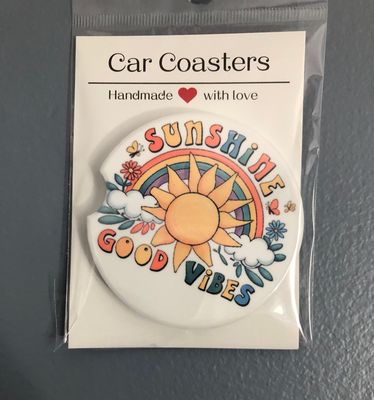 Car Coasters
Handmade with love
SUNSHINE
GOOD ViBES